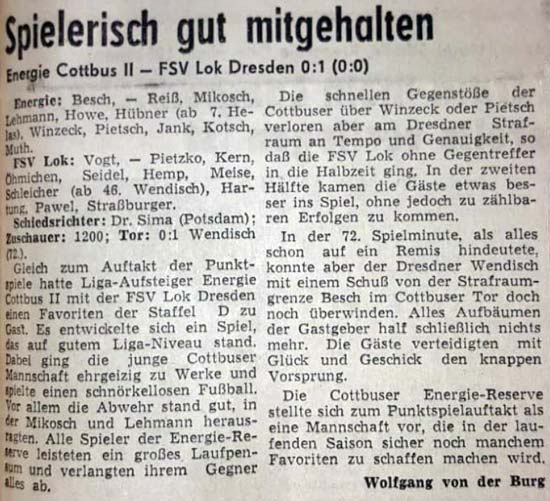 Spielerisch gut mitgehalten
Energie Cottbus II — FSV Lok Dresden 0:1 (0:0)
Energie: Besch, — Reiß, Mikosch,
Lehmann, Howe, Hübner (ab 7. He-
las), Winzeck, Pietsch, Jank, Kotsch,
Muth.
FSV Lok: Vogt, — Pietzko, Kern,
Öhmichen, Seidel, Hemp, Meise,
Schleicher (ab 46. Wendisch), Har-
tung, Pawel, Straßburger.
Schiedsrichter: Dr. Sima (Potsdam);
Zuschauer: 1200; Tor: 0:1 Wendisch
(72.).
Gleich zum Auftakt der Punkt-
spiele hatte Liga-Aufsteiger Energie
Cottbus II mit der FSV Lok Dresden
einen Favoriten der Staffel D zu
Gast. Es entwickelte sich ein Spiel,
das auf gutem Liga-Niveau stand.
Dabei ging die junge Cottbuser
Mannschaft ehrgeizig zu Werke und
spielte einen schnörkellosen Fußball.
Vor allem die Abwehr stand gut, in
der Mikosch und Lehmann heraus-
ragten. Alle Spieler der Energie-Re-
serve leisteten ein großes Laufpen-
sum und verlangten ihrem Gegner
alles ab.
Die schnellen Gegenstöße der
Cottbuser über Winzeck oder Pietsch
verloren aber am Dresdner Straf-
raum an Tempo und Genauigkeit, so
daß die FSV Lok ohne Gegentreffer
in die Halbzeit ging. In der zweiten
Hälfte kamen die Gäste etwas bes-
ser ins Spiel, ohne jedoch zu zählba-
ren Erfolgen zu kommen.
In der 72. Spielminute, als alles
schon auf ein Remis hindeutete,
konnte aber der Dresdner Wendisch
mit einem Schuß von der Strafraum-
grenze Besch im Cottbuser Tor doch
noch überwinden. Alles Aufbäumen
der Gastgeber half schließlich nichts
mehr. Die Gäste verteidigten mit
Glück und Geschick den knappen
Vorsprung.
Die Cottbuser Energie-Reserve
stellte sich zum Punktspielauftakt als
eine Mannschaft vor, die in der lau-
fenden Saison sicher noch manchem
Favoriten zu schaffen machen wird.
Wolfgang von der Burg